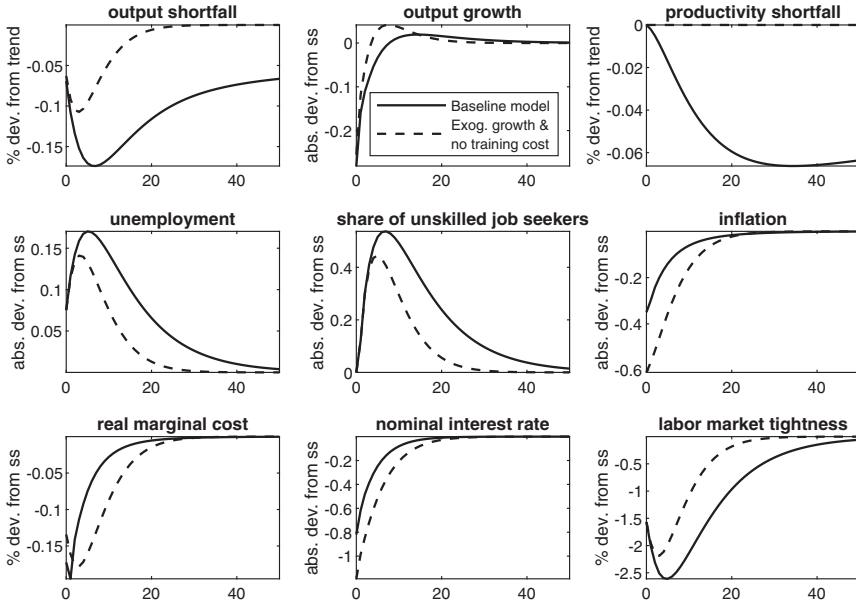 output shortfall
% dev. from trend
-0.05
-0.1
-0.15
0
20
40
output growth
abs. dev. from ss
0
-0.1
-0.2
Baseline model
Exog. growth &
no training cost
0
20
40
productivity shortfall
% dev. from trend
0
-0.02
-0.04
-0.06
0
20
40
unemployment
abs. dev. from ss
0.15
0.1
0.05
0
20
40
share of unskilled job seekers
abs. dev. from ss
0.4
0.2
0
0
20
40
inflation
abs. dev. from ss
-0.2
-0.4
-0.6
0
20
40
real marginal cost
% dev. from ss
-0.05
-0.1
-0.15
0
20
40
nominal interest rate
abs. dev. from ss
-0.2
-0.4
-0.6
-0.8
-1
0
20
40
labor market tightness
% dev. from ss
-0.5
-1
-1.5
-2
-2.5
0
20
40